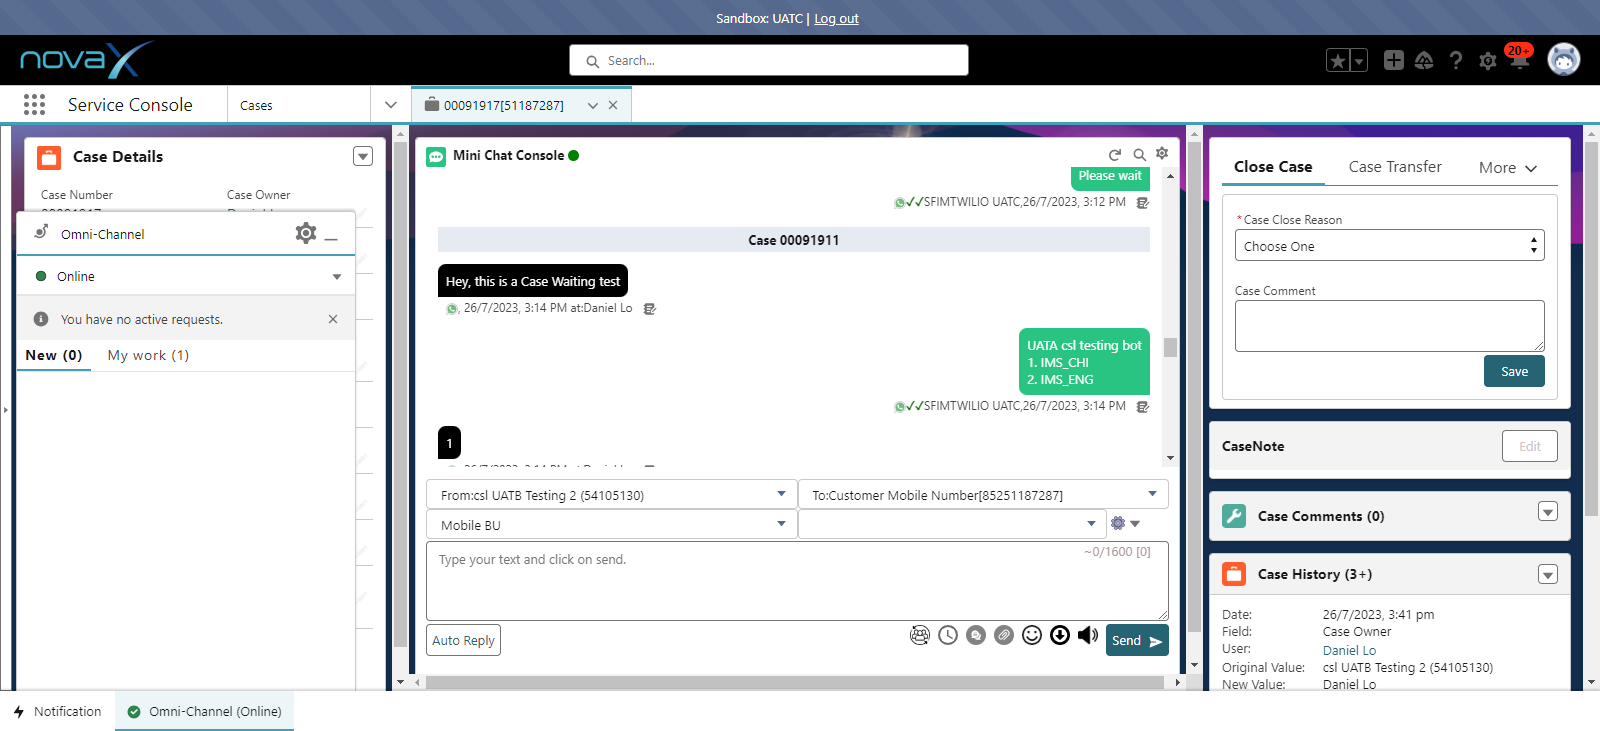 Sandbox: UATC | Log out
novaX
Search...
20+
Service Console
Cases
00091917[51187287]
Case Details
Case Number
Case Owner
Omni-Channel
Online
You have no active requests.
New (0)
My work (1)
Mini Chat Console
Please wait
SFIMTWILIO UATC,26/7/2023, 3:12 PM
Case 00091911
Hey, this is a Case Waiting test
, 26/7/2023, 3:14 PM at:Daniel Lo
UATA csl testing bot
1. IMS_CHI
2. IMS_ENG
SFIMTWILIO UATC,26/7/2023, 3:14 PM
1
From:csl UATB Testing 2 (54105130)
To:Customer Mobile Number[85251187287]
Mobile BU
Type your text and click on send.
~0/1600 [0]
Auto Reply
Send
Close Case
Case Transfer
More
*Case Close Reason
Choose One
Case Comment
Save
CaseNote
Edit
Case Comments (0)
Case History (3+)
Date: 26/7/2023, 3:41 pm
Field: Case Owner
User: Daniel Lo
Original Value: csl UATB Testing 2 (54105130)
New Value: Daniel Lo
Notification
Omni-Channel (Online)